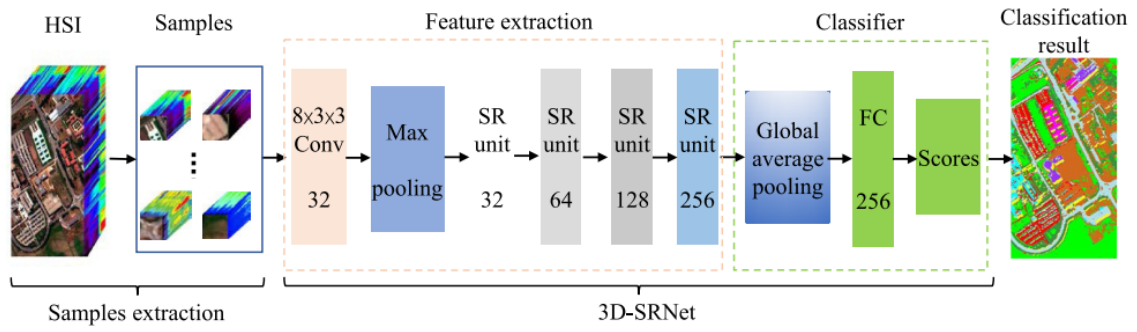 HSI
Samples
Feature extraction
Classifier
Classification
result
8×3×3
Conv
32
Max
pooling
SR
unit
32
SR
unit
64
SR
unit
128
SR
unit
256
Global
average
pooling
FC
256
Scores
Samples extraction
3D-SRNet